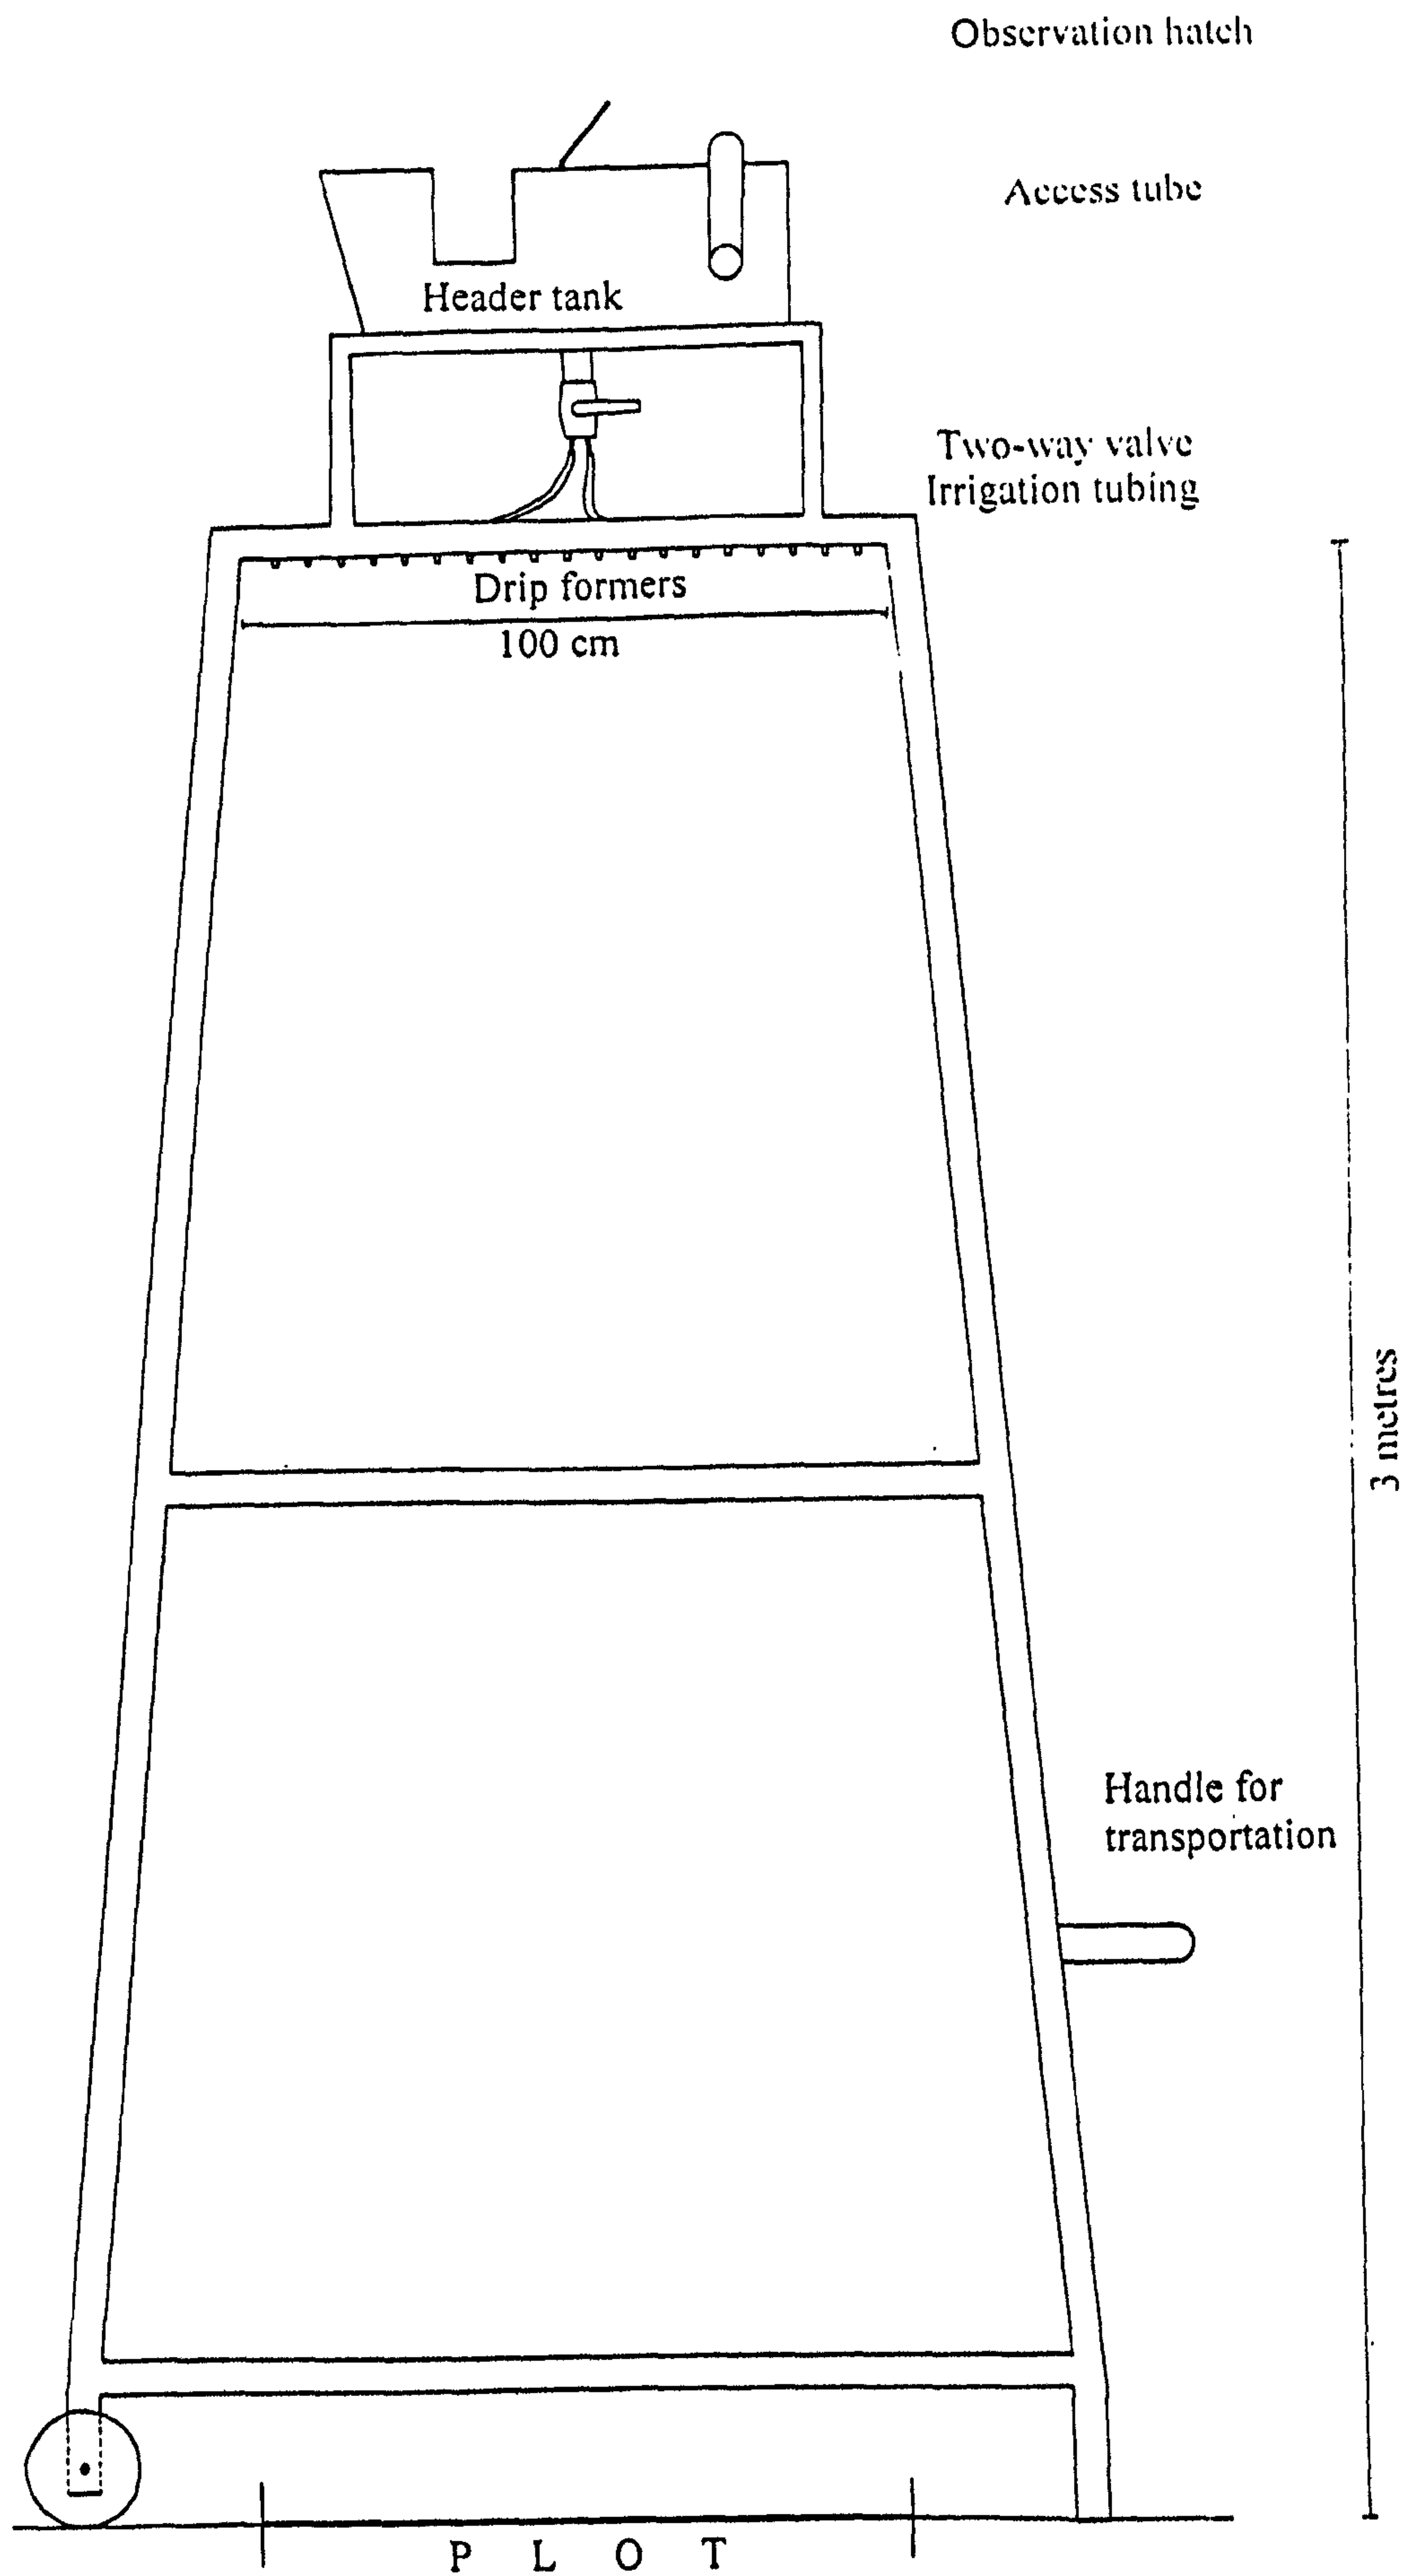 Observation hatch
Access tube
Header tank
Two-way valve
Irrigation tubing
Drip formers
100 cm
3 metres
Handle for
transportation
P L O T